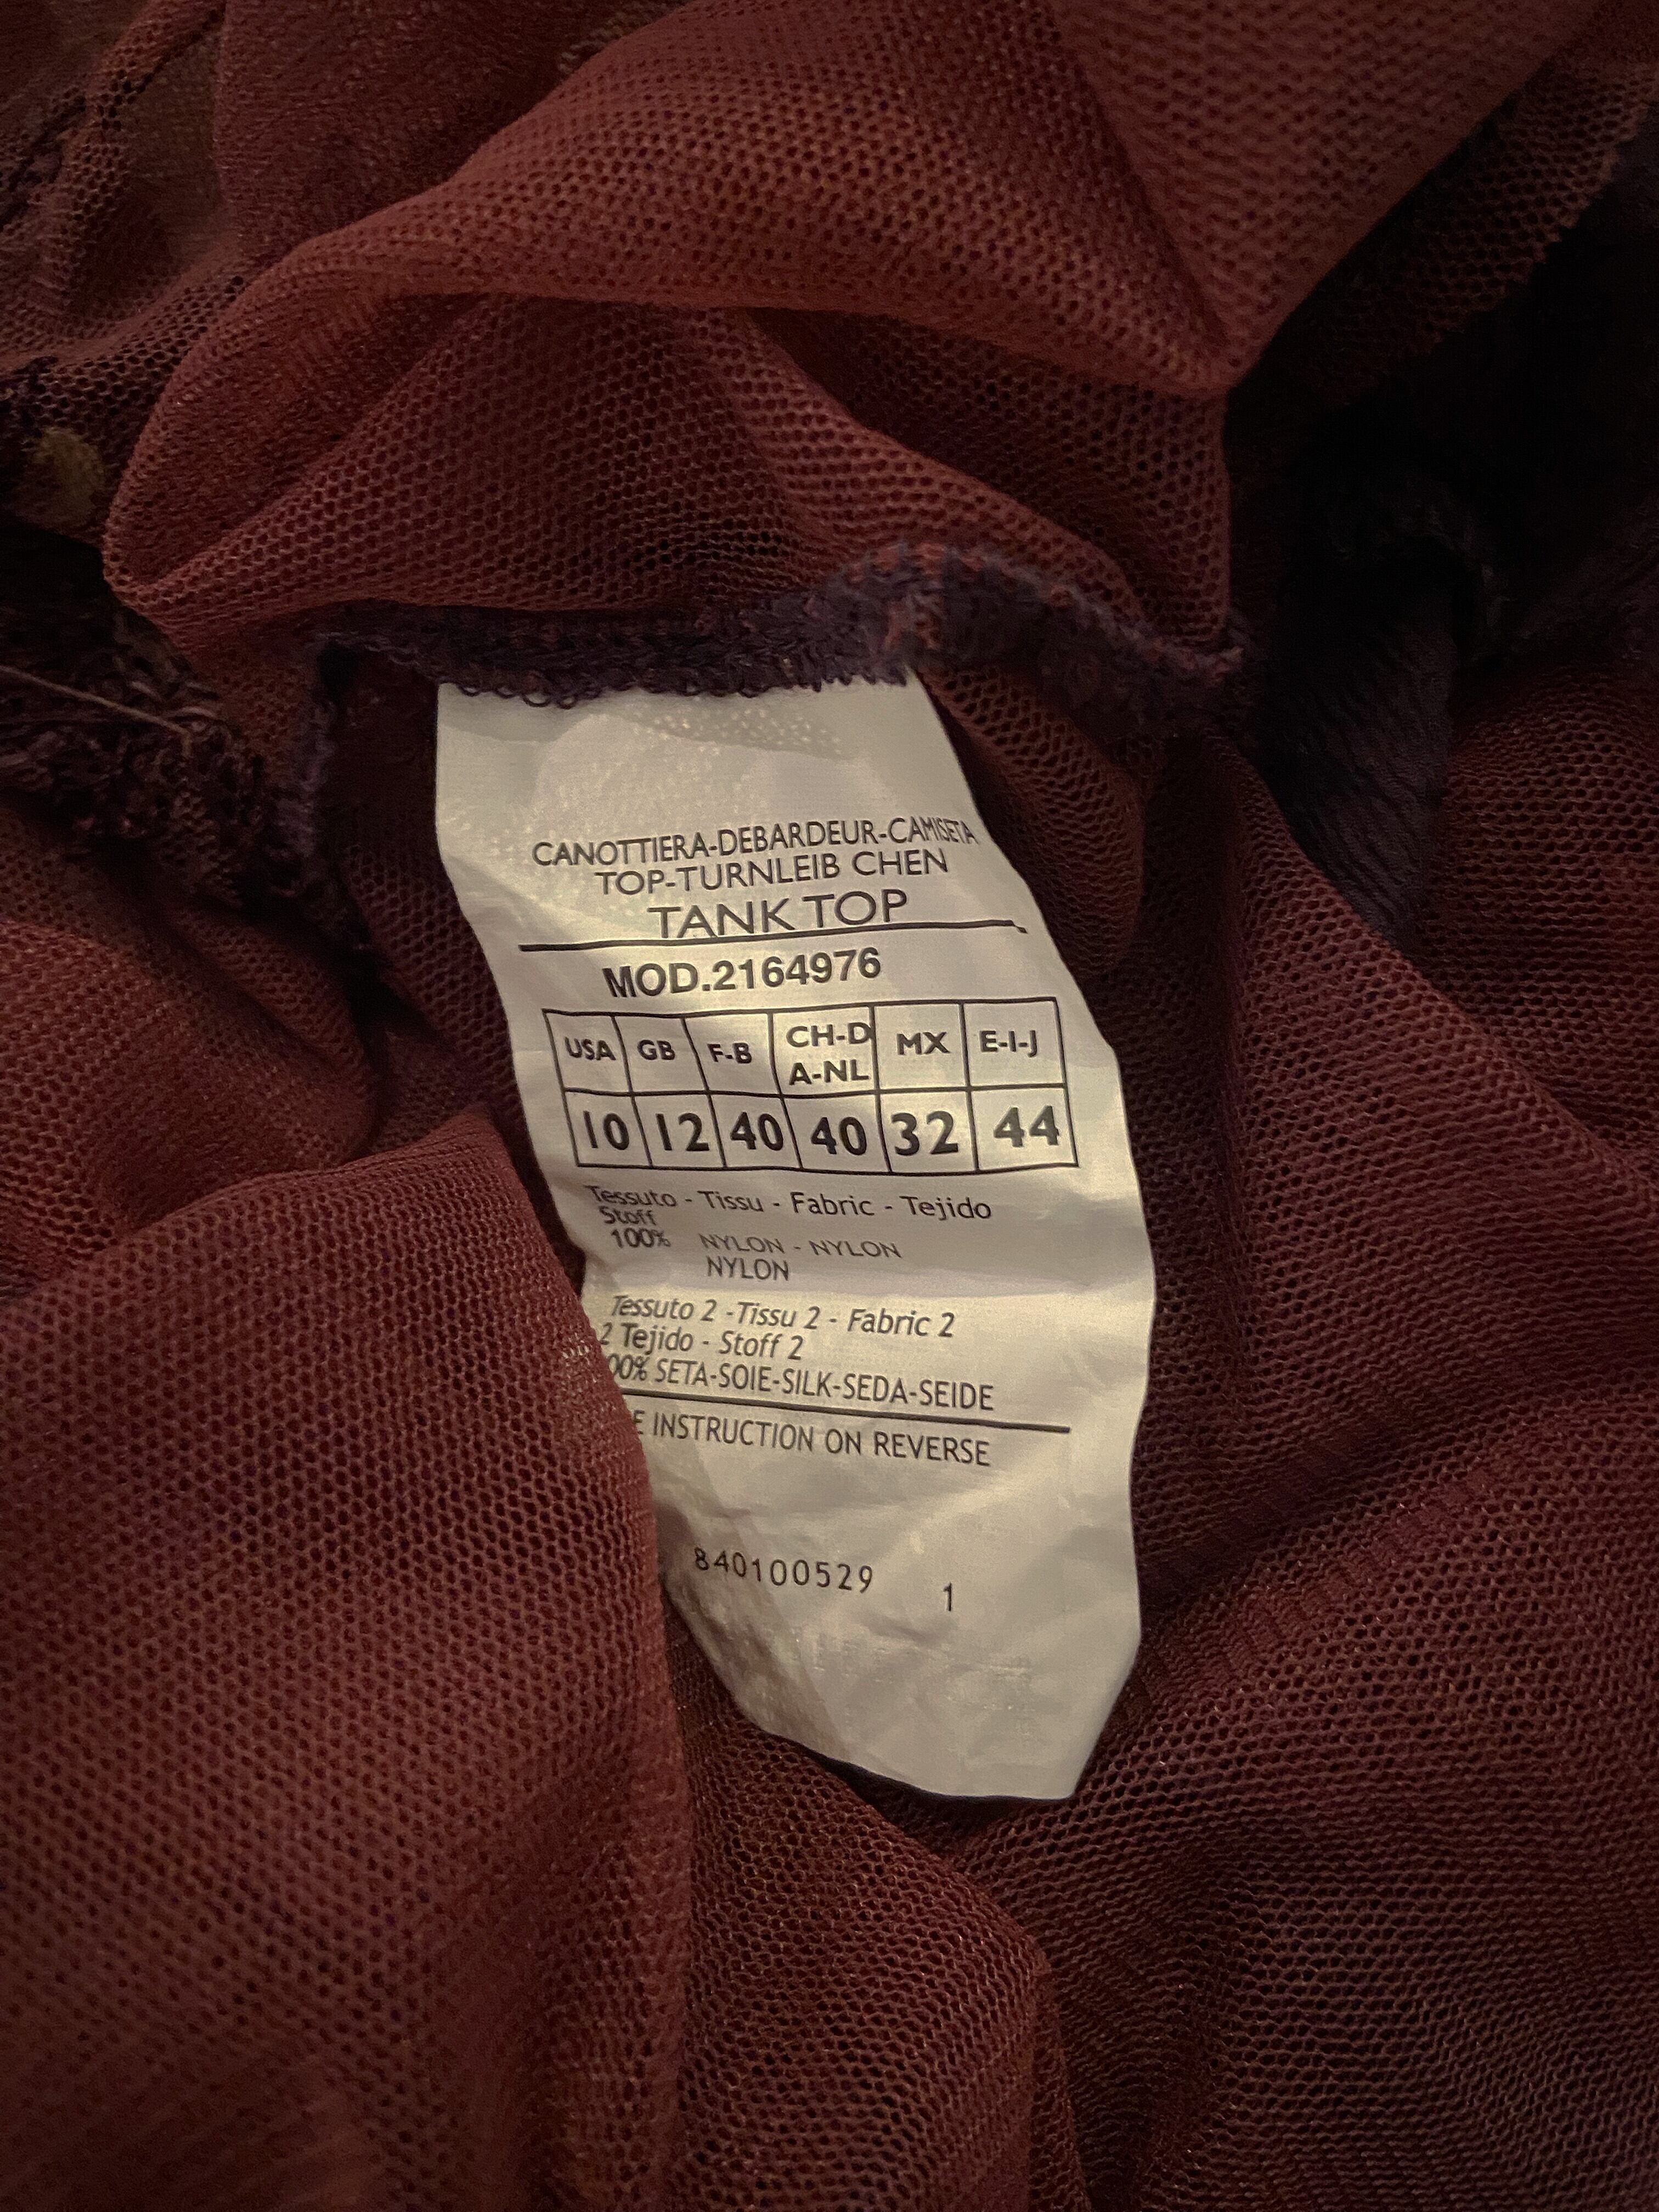 CANOTTIERA-DEBARDEUR-CAMISETA
TOP-TURNLEIB CHEN
TANK TOP
MOD.2164976
USA GB F-B CH-D A-NL MX E-I-J
10 12 40 40 32 44
Tessuto - Tissu - Fabric - Tejido
Stoff
100% NYLON - NYLON
NYLON
Tessuto 2 -Tissu 2 - Fabric 2
2 Tejido - Stoff 2
00% SETA-SOIE-SILK-SEDA-SEIDE
E INSTRUCTION ON REVERSE
840100529 1